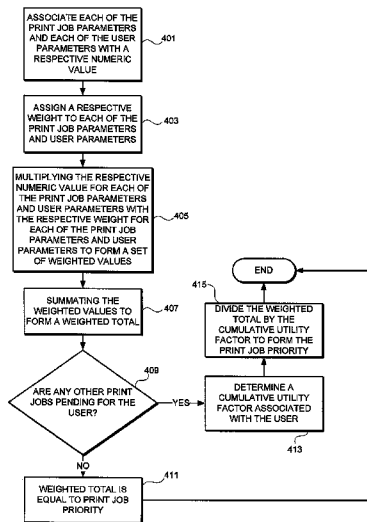 ASSOCIATE EACH OF THE
PRINT JOB PARAMETERS
AND EACH OF THE USER
PARAMETERS WITH A
RESPECTIVE NUMERIC
VALUE
401
ASSIGN A RESPECTIVE
WEIGHT TO EACH OF THE
PRINT JOB PARAMETERS
AND USER PARAMETERS
403
MULTIPLYING THE RESPECTIVE
NUMERIC VALUE FOR EACH OF
THE PRINT JOB PARAMETERS
AND USER PARAMETERS WITH
THE RESPECTIVE WEIGHT FOR
EACH OF THE PRINT JOB
PARAMETERS AND USER
PARAMETERS TO FORM A SET
OF WEIGHTED VALUES
405
SUMMATING THE
WEIGHTED VALUES TO
FORM A WEIGHTED TOTAL
407
ARE ANY OTHER PRINT
JOBS PENDING FOR THE
USER?
409
YES
NO
WEIGHTED TOTAL IS
EQUAL TO PRINT JOB
PRIORITY
411
DETERMINE A
CUMULATIVE UTILITY
FACTOR ASSOCIATED
WITH THE USER
413
DIVIDE THE WEIGHTED
TOTAL BY THE
CUMULATIVE UTILITY
FACTOR TO FORM THE
PRINT JOB PRIORITY
415
END